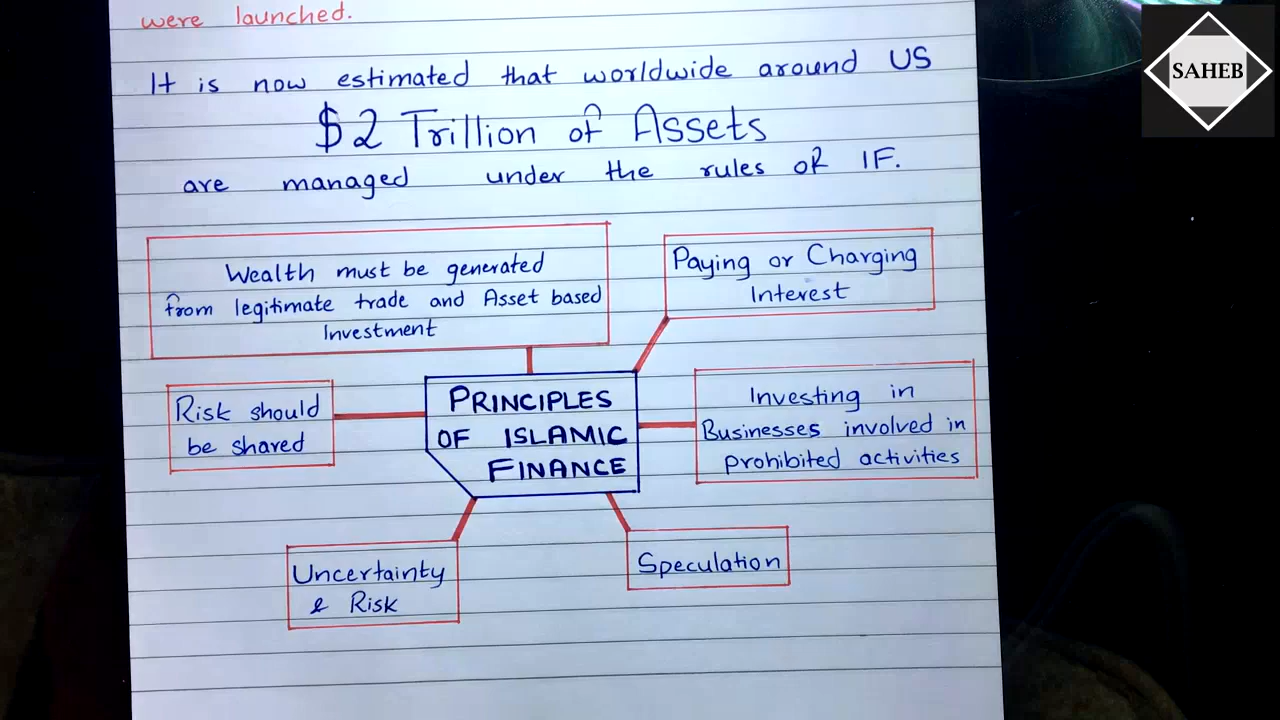 were launched.
SAHEB
It is now estimated that worldwide around US
$2 Trillion of Assets
are managed under the rules of IF.
Wealth must be generated
from legitimate trade and Asset based
Investment
Paying or Charging
Interest
Risk should
be shared
PRINCIPLES
OF ISLAMIC
FINANCE
Investing in
Businesses involved in
prohibited activities
Uncertainty
& Risk
Speculation